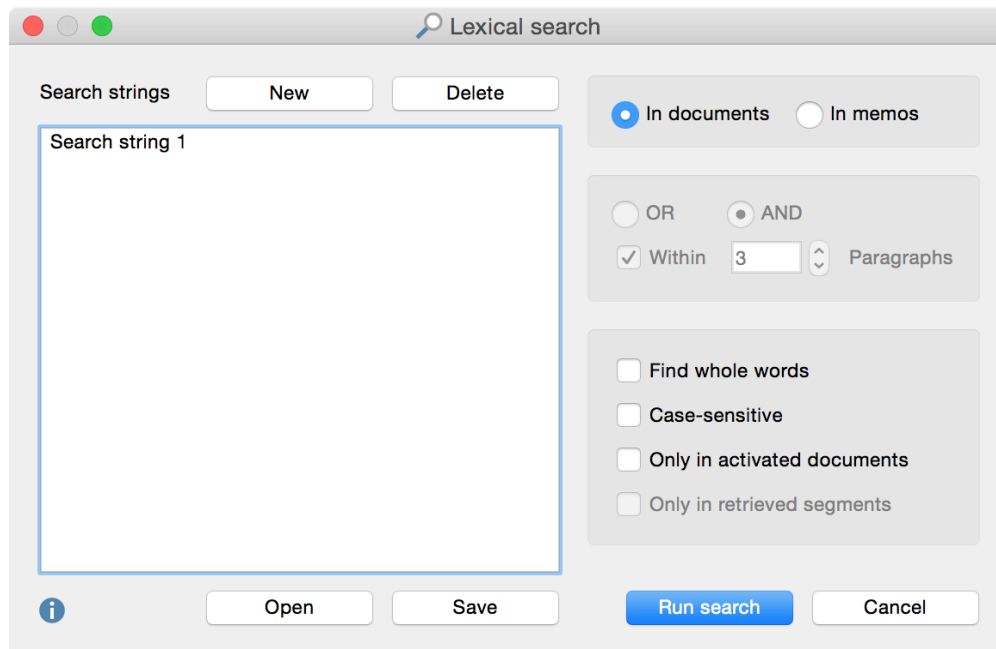 Lexical search
Search strings
New
Delete
Search string 1
In documents
In memos
OR
AND
Within
3
Paragraphs
Find whole words
Case-sensitive
Only in activated documents
Only in retrieved segments
Open
Save
Run search
Cancel